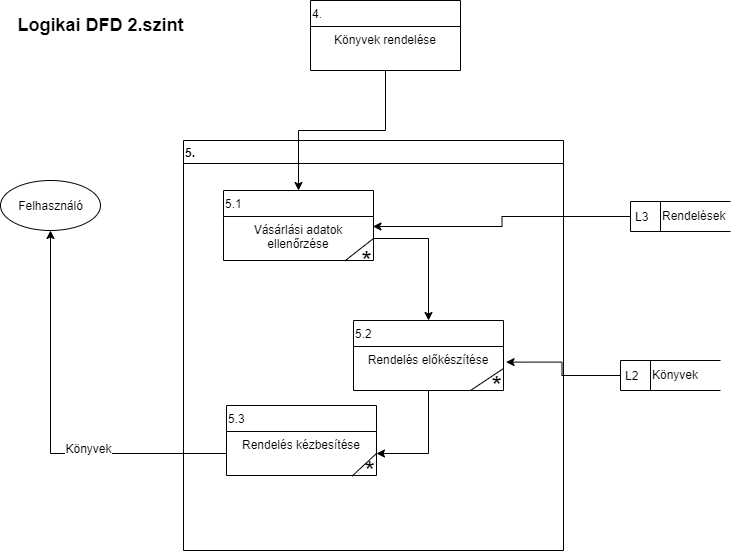 Logikai DFD 2.szint
4.
Könyvek rendelése
5.
5.1
Vásárlási adatok
ellenőrzése
*
Felhasználó
L3 Rendelések
5.2
Rendelés előkészítése
*
L2 Könyvek
5.3
Rendelés kézbesítése
*
Könyvek